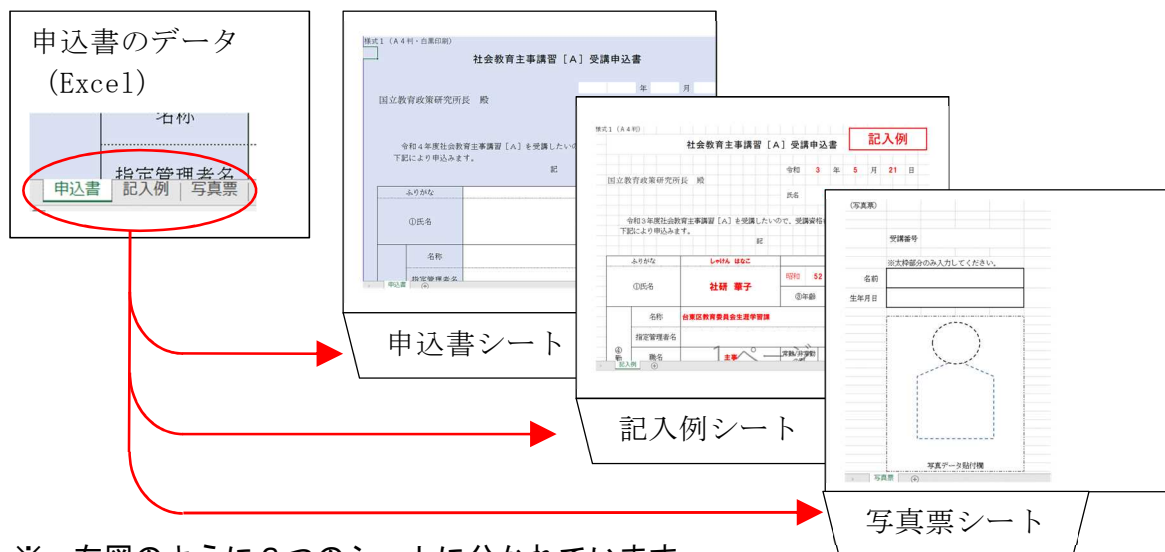 申込書のデータ
(Excel)
名称
指定管理者名
申込書 記入例 写真票
様式1（A4判・白黒印刷）
社会教育主事講習［A］受講申込書
年 月
国立教育政策研究所長 殿
令和4年度社会教育主事講習［A］を受講したいの
下記により申込みます。
記
ふりがな
①氏名
名称
指定管理者名
申込書
申込書シート
様式1（A4判）
社会教育主事講習［A］受講申込書
記入例
令和 3 年 5 月 21 日
国立教育政策研究所長 殿
氏名
令和3年度社会教育主事講習［A］を受講したいので、受講資格
下記により申込みます。
記
ふりがな しゃけん はなこ
①氏名 社研 華子
昭和 52
③年齢
名称 台東区教育委員会生涯学習課
指定管理者名
④
勤
職名 主事 常勤/非常勤
記入例
記入例シート
(写真票)
受講番号
※太枠部分のみ入力してください。
名前
生年月日
写真データ貼付欄
写真票
写真票シート